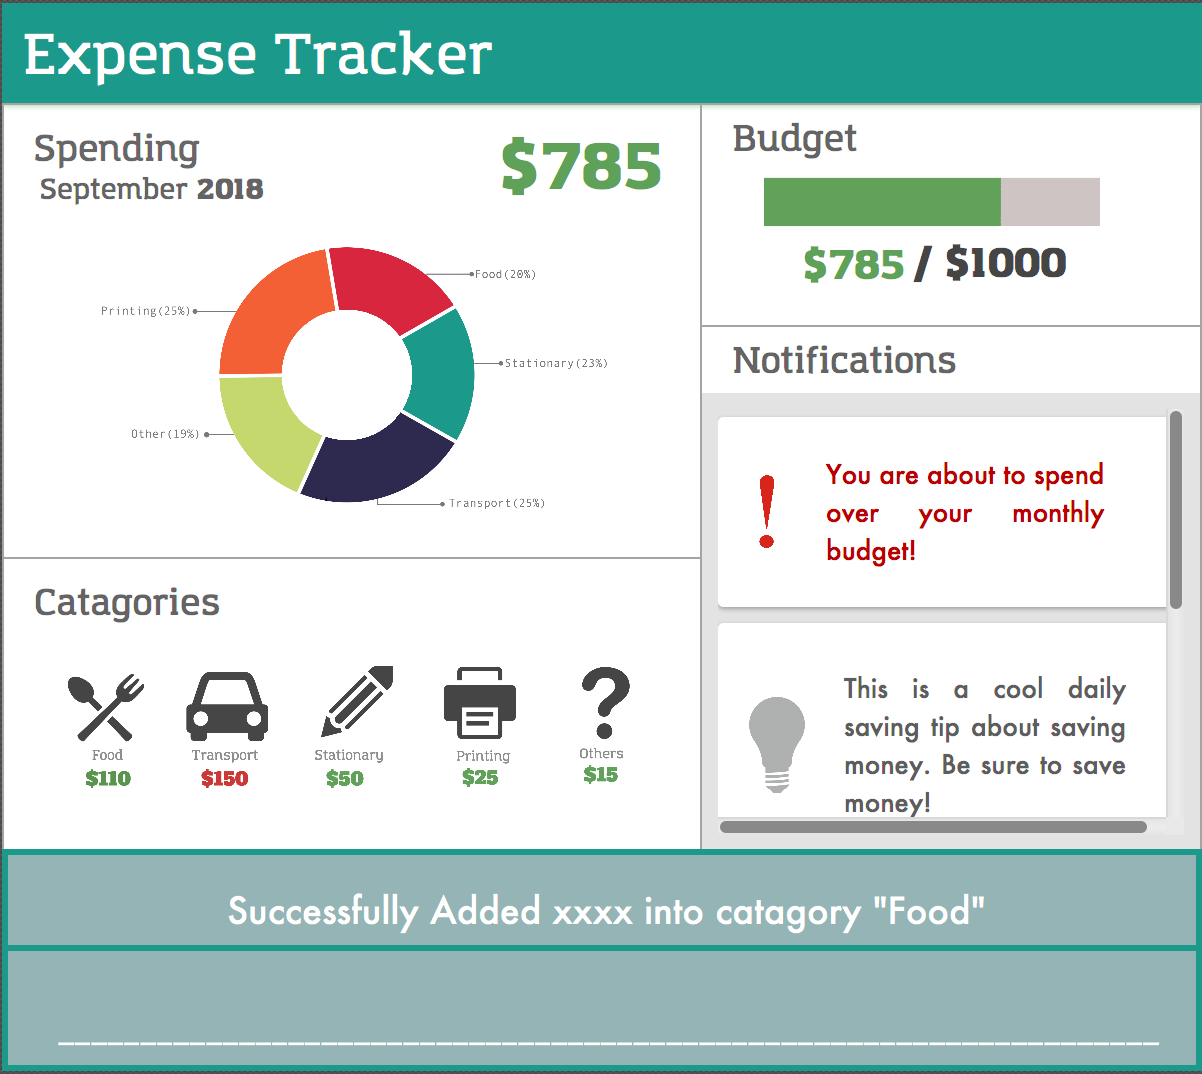 Expense Tracker
Spending
September 2018
$785
Food(20%)
Printing(25%)
Stationary(23%)
Other(19%)
Transport(25%)
Catagories
Food
$110
Transport
$150
Stationary
$50
Printing
$25
Others
$15
Budget
$785 / $1000
Notifications
You are about to spend
over your monthly
budget!
This is a cool daily
saving tip about saving
money. Be sure to save
money!
Successfully Added xxxx into catagory "Food"